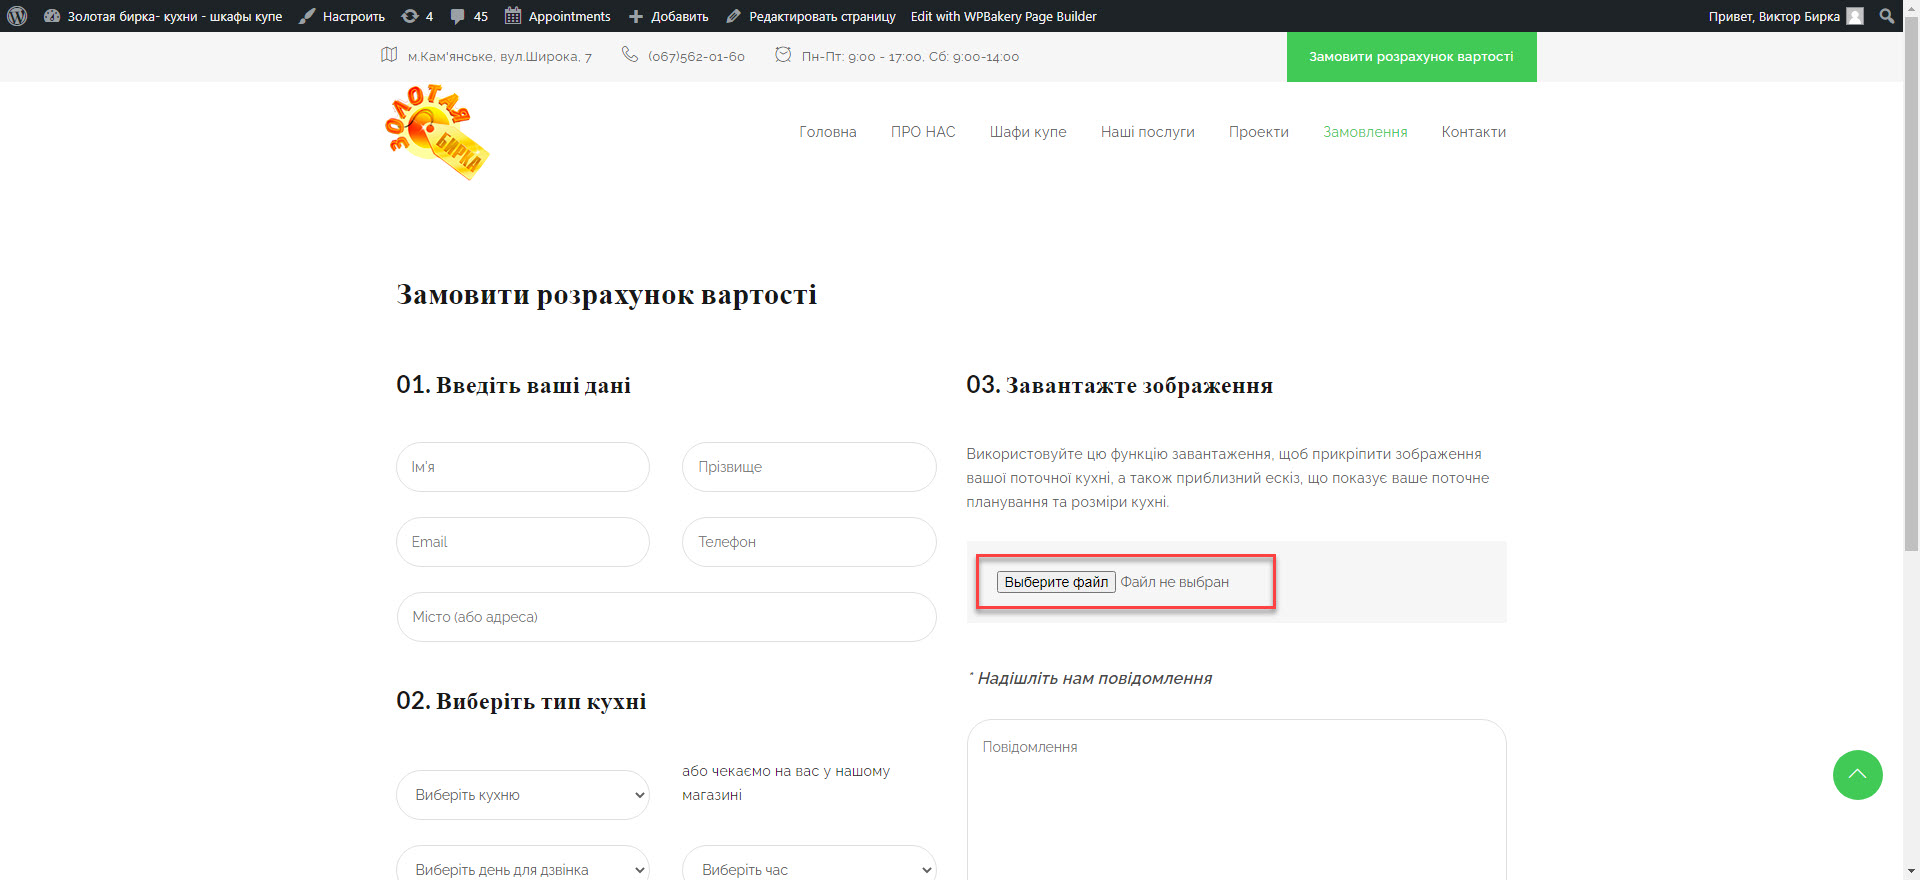 Золотая бирка- кухни - шкафы купе Настроить 4 45 Appointments Добавить Редактировать страницу Edit with WPBakery Page Builder Привет, Виктор Бирка
м.Кам'янське, вул.Широка, 7 (067)562-01-60 Пн-Пт: 9:00 - 17:00, Сб: 9:00-14:00 Замовити розрахунок вартості
ЗОЛОТАЯ
БИРКА
Головна ПРО НАС Шафи купе Наші послуги Проекти Замовлення Контакти
Замовити розрахунок вартості
01. Введіть ваші дані
Ім'я Прізвище
Email Телефон
Місто (або адреса)
02. Виберіть тип кухні
Виберіть кухню
або чекаємо на вас у нашому
магазині
Виберіть день для дзвінка Виберіть час
03. Завантажте зображення
Використовуйте цю функцію завантаження, щоб прикріпити зображення
вашої поточної кухні, а також приблизний ескіз, що показує ваше поточне
планування та розміри кухні.
Выберите файл Файл не выбран
* Надішліть нам повідомлення
Повідомлення